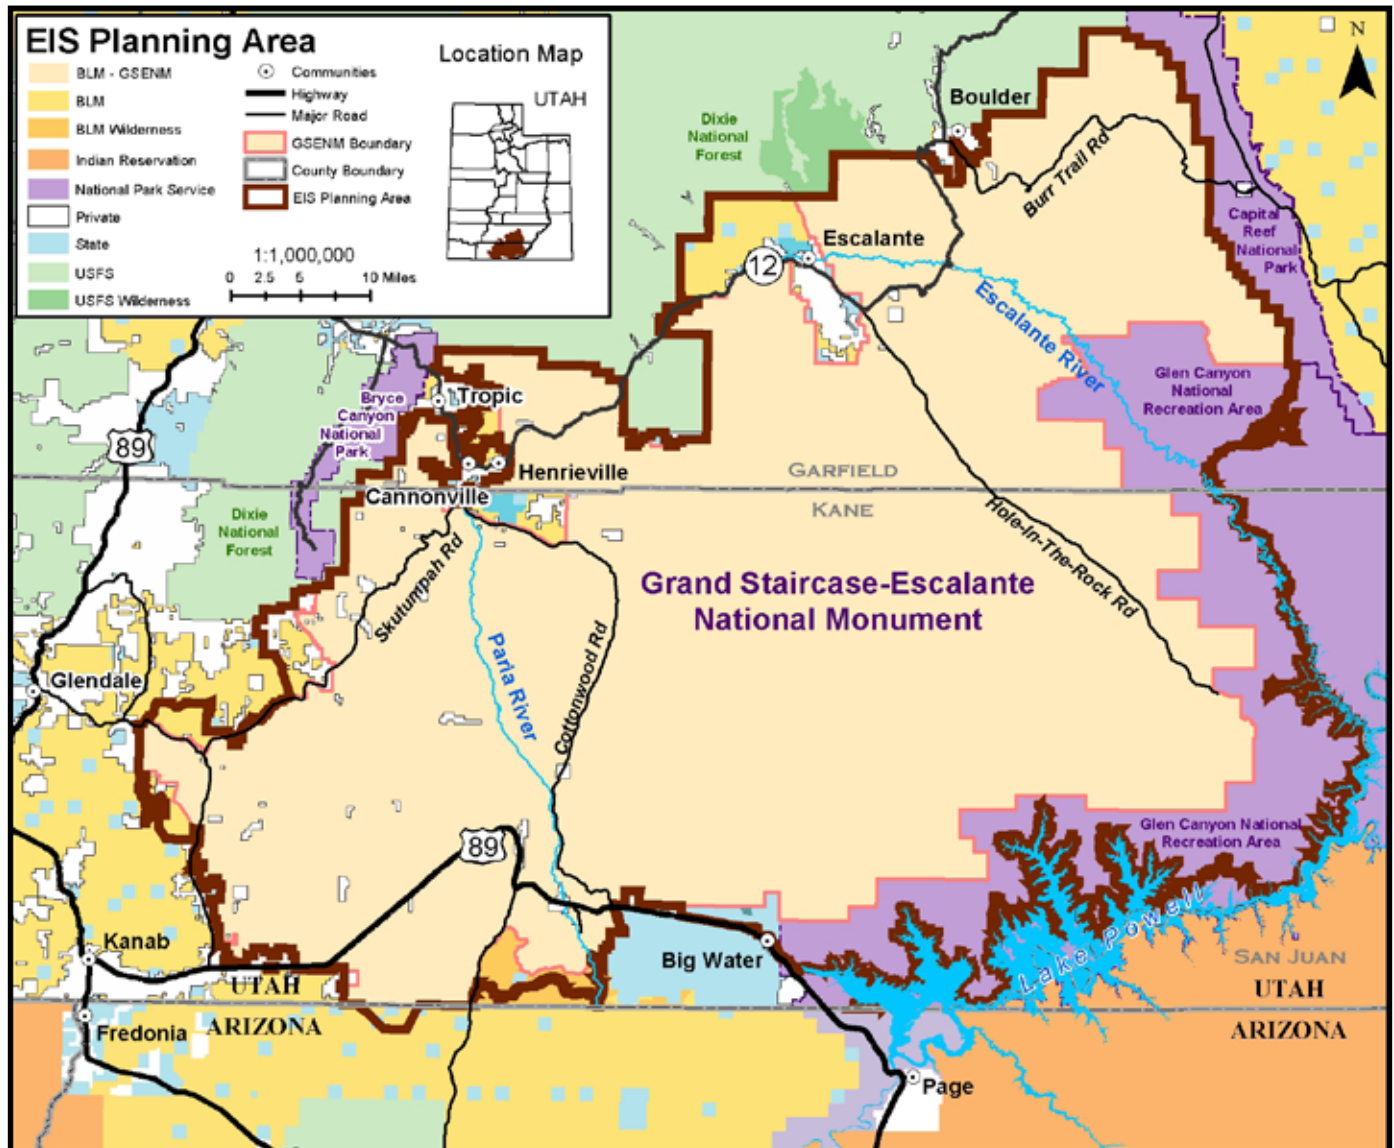 EIS Planning Area
BLM - GSENM
BLM
BLM Wilderness
Indian Reservation
National Park Service
Private
State
USFS
USFS Wilderness
Communities
Highway
Major Road
GSENM Boundary
County Boundary
EIS Planning Area
1:1,000,000
0 2.5 5 10 Miles
Location Map
UTAH
N
Dixie
National
Forest
Boulder
Burr Trail Rd
Capital
Reef
National
Park
Escalante
12
Escalante River
Glen Canyon
National
Recreation Area
Bryce
Canyon
National
Park
Tropic
89
Henrieville
Cannonville
GARFIELD
KANE
Dixie
National
Forest
Hole-In-The-Rock Rd
Skutumpah Rd
Grand Staircase-Escalante
National Monument
Paria River
Cottonwood Rd
Glendale
89
Glen Canyon National
Recreation Area
Lake Powell
Kanab
Big Water
SAN JUAN
UTAH
UTAH
ARIZONA
ARIZONA
Fredonia
Page